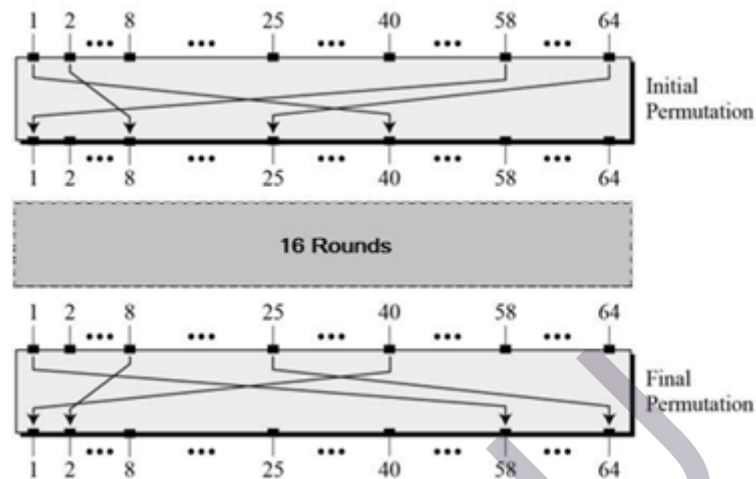 1 2 ••• 8 ••• 25 ••• 40 ••• 58 ••• 64
Initial
Permutation
••• ••• ••• ••• •••
1 2 8 25 40 58 64
16 Rounds
1 2 8 25 40 58 64
••• ••• ••• ••• •••
Final
Permutation
••• ••• ••• ••• •••
1 2 8 25 40 58 64